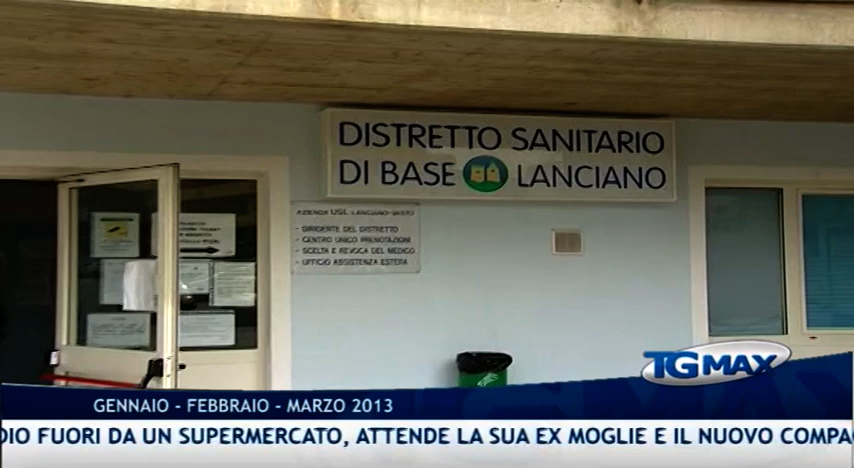 DISTRETTO SANITARIO
DI BASE LANCIANO
AZIENDA USL LANCIANO-VASTO
- DIRIGENTE DEL DISTRETTO
- CENTRO UNICO PRENOTAZIONI
- SCELTA E REVOCA DEL MEDICO
- UFFICIO ASSISTENZA ESTERA
TGMAX
GENNAIO - FEBBRAIO - MARZO 2013
DIO FUORI DA UN SUPERMERCATO, ATTENDE LA SUA EX MOGLIE E IL NUOVO COMPA